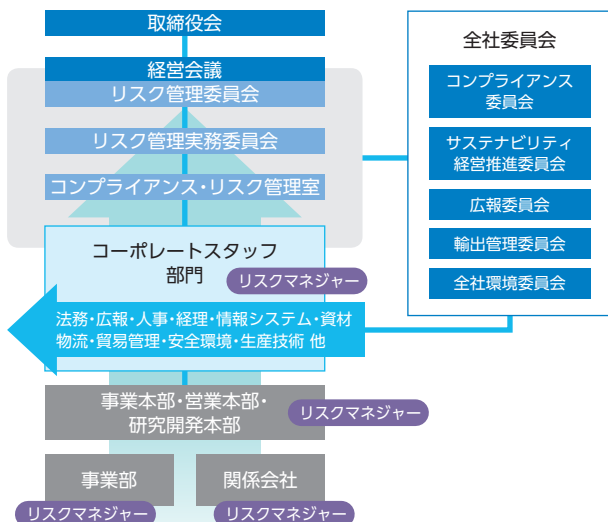 取締役会
経営会議
リスク管理委員会
リスク管理実務委員会
コンプライアンス・リスク管理室
コーポレートスタッフ
部門
リスクマネジャー
法務・広報・人事・経理・情報システム・資材
物流・貿易管理・安全環境・生産技術 他
事業本部・営業本部・
研究開発本部
リスクマネジャー
事業部
リスクマネジャー
関係会社
リスクマネジャー
全社委員会
コンプライアンス
委員会
サステナビリティ
経営推進委員会
広報委員会
輸出管理委員会
全社環境委員会